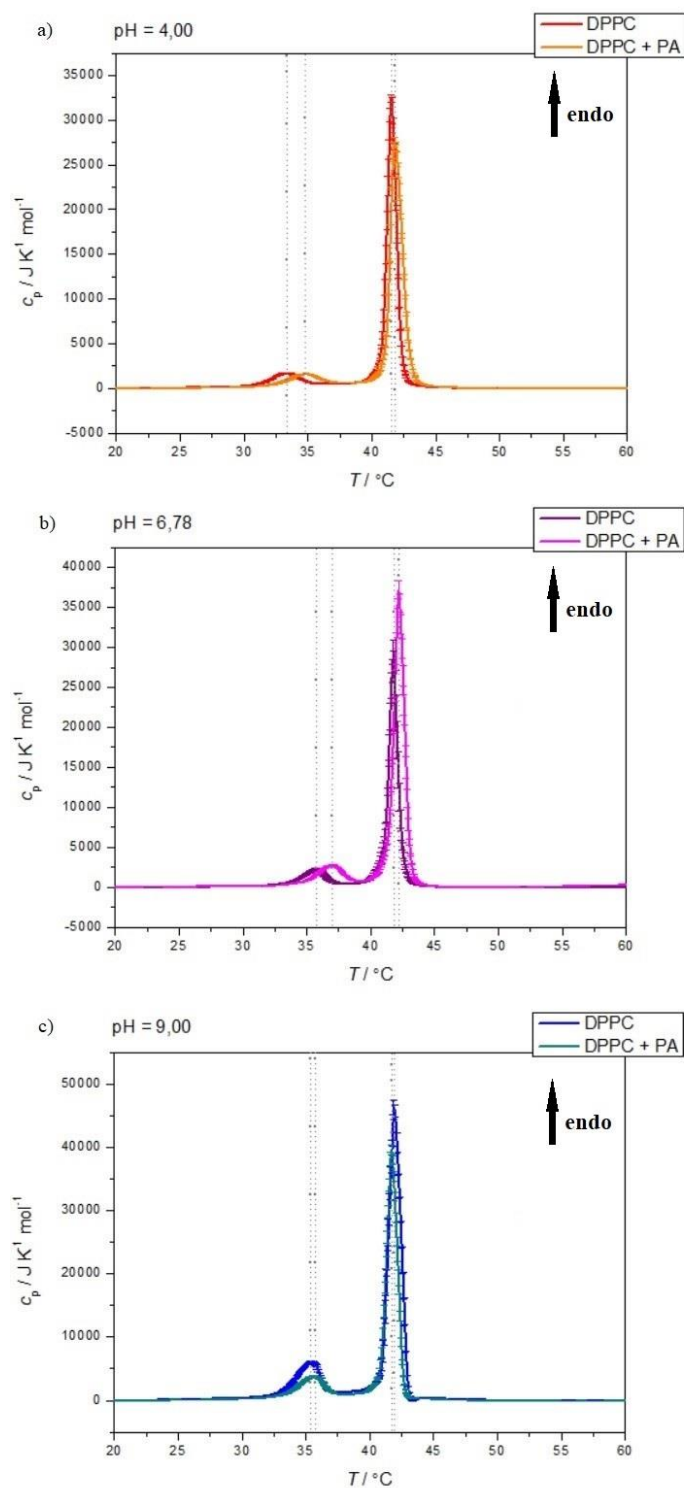 a)
pH = 4,00
DPPC
DPPC + PA
endo
35000
30000
25000
20000
15000
10000
5000
0
-5000
cp / J K-1 mol-1
20 25 30 35 40 45 50 55 60
T / °C
b)
pH = 6,78
DPPC
DPPC + PA
endo
40000
35000
30000
25000
20000
15000
10000
5000
0
-5000
cp / J K-1 mol-1
20 25 30 35 40 45 50 55 60
T / °C
c)
pH = 9,00
DPPC
DPPC + PA
endo
50000
40000
30000
20000
10000
0
cp / J K-1 mol-1
20 25 30 35 40 45 50 55 60
T / °C